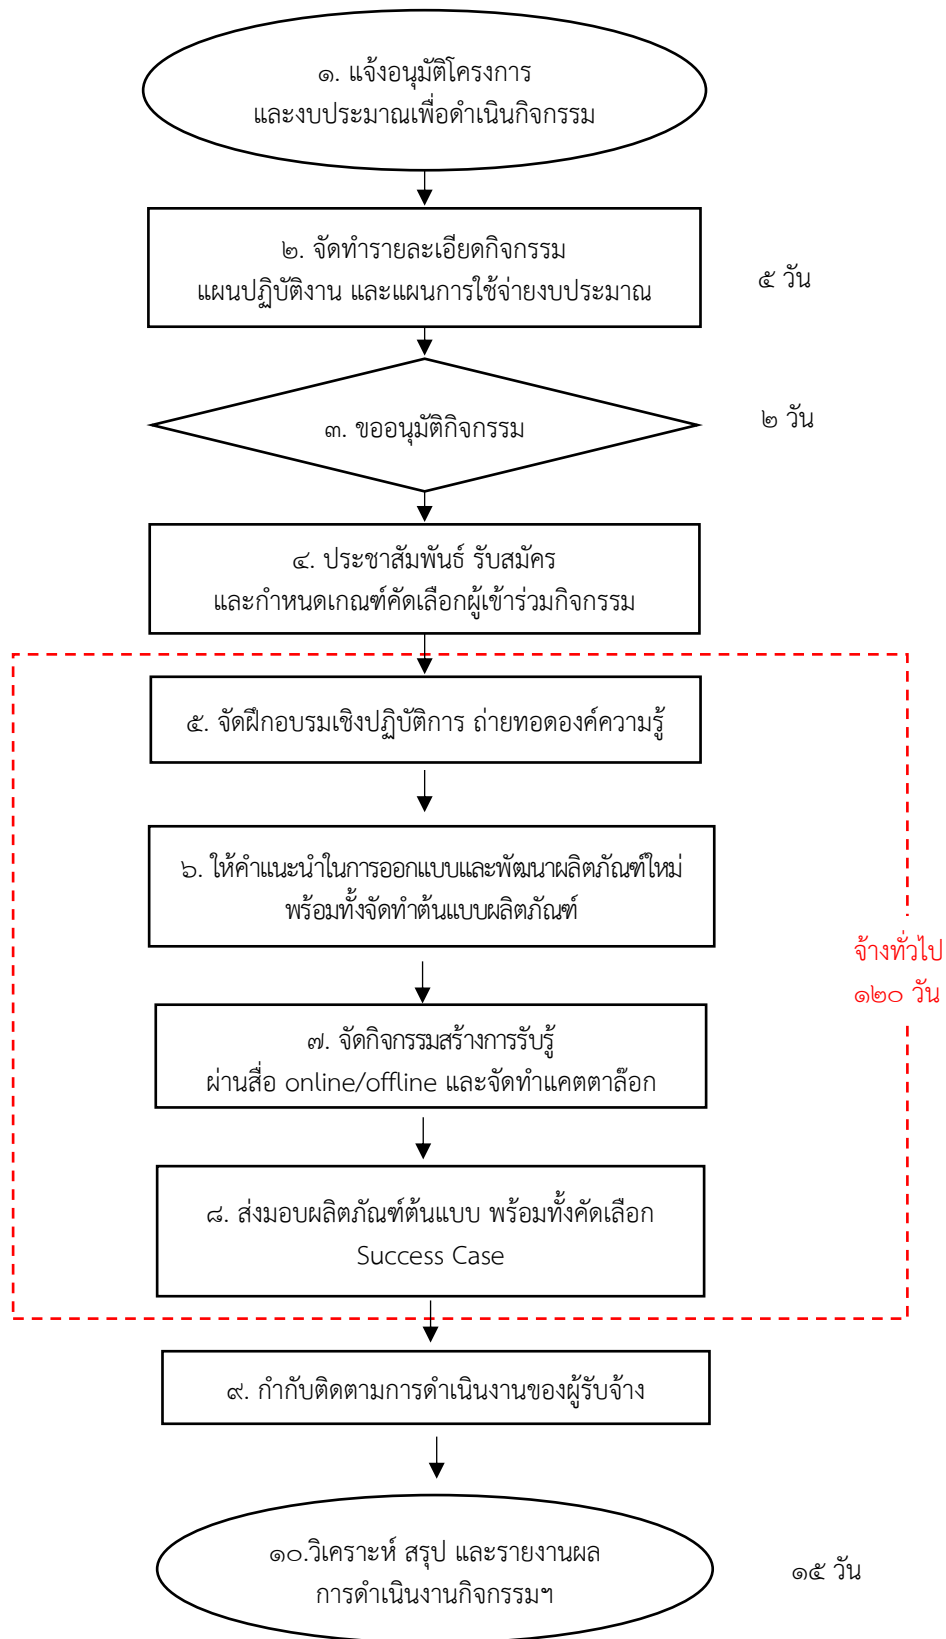 ๑. แจ้งอนุมัติโครงการ
และงบประมาณเพื่อดำเนินกิจกรรม
๒. จัดทำรายละเอียดกิจกรรม
แผนปฏิบัติงาน และแผนการใช้จ่ายงบประมาณ
๕ วัน
๓. ขออนุมัติกิจกรรม
๒ วัน
๔. ประชาสัมพันธ์ รับสมัคร
และกำหนดเกณฑ์คัดเลือกผู้เข้าร่วมกิจกรรม
๕. จัดฝึกอบรมเชิงปฏิบัติการ ถ่ายทอดองค์ความรู้
๖. ให้คำแนะนำในการออกแบบและพัฒนาผลิตภัณฑ์ใหม่
พร้อมทั้งจัดทำต้นแบบผลิตภัณฑ์
จ้างทั่วไป
๑๒๐ วัน
๗. จัดกิจกรรมสร้างการรับรู้
ผ่านสื่อ online/offline และจัดทำแคตตาล๊อก
๘. ส่งมอบผลิตภัณฑ์ต้นแบบ พร้อมทั้งคัดเลือก
Success Case
๙. กำกับติดตามการดำเนินงานของผู้รับจ้าง
๑๐.วิเคราะห์ สรุป และรายงานผล
การดำเนินงานกิจกรรมฯ
๑๕ วัน